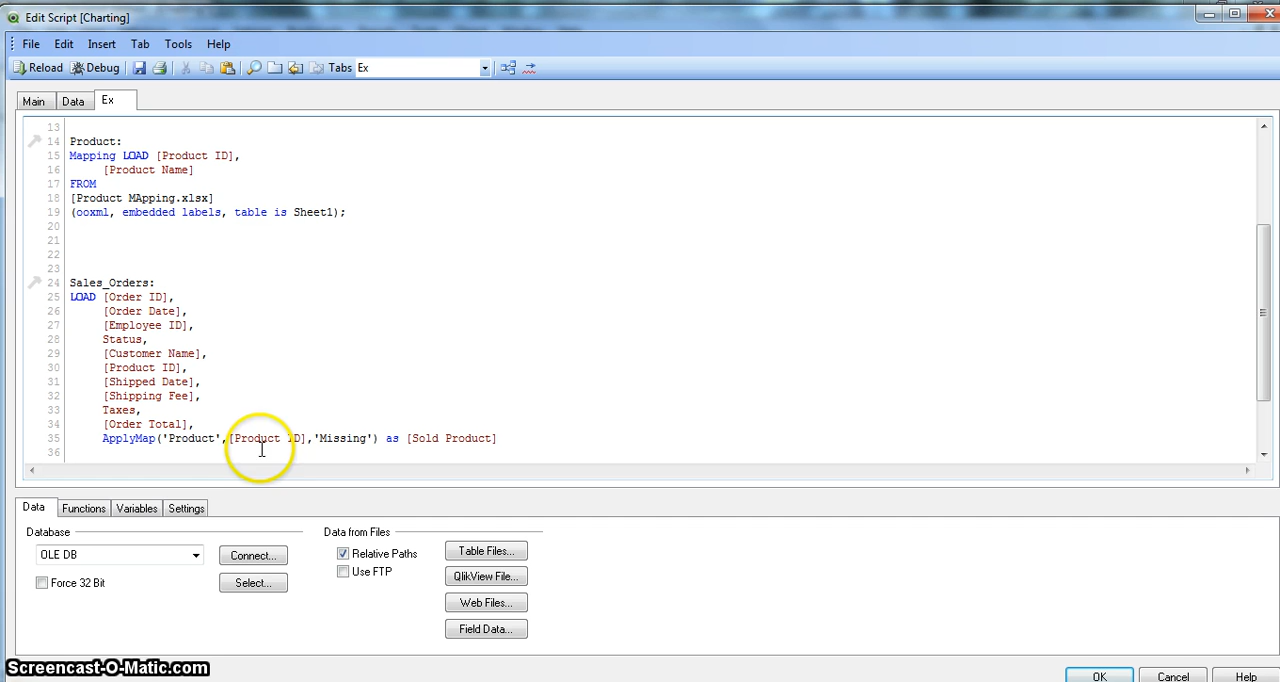 Edit Script [Charting]
File Edit Insert Tab Tools Help
Reload Debug Tabs Ex
Main Data Ex
13
14 Product:
15 Mapping LOAD [Product ID],
16 [Product Name]
17 FROM
18 [Product MApping.xlsx]
19 (ooxml, embedded labels, table is Sheet1);
20
21
22
23
24 Sales_Orders:
25 LOAD [Order ID],
26 [Order Date],
27 [Employee ID],
28 Status,
29 [Customer Name],
30 [Product ID],
31 [Shipped Date],
32 [Shipping Fee],
33 Taxes,
34 [Order Total],
35 ApplyMap('Product',[Product ID],'Missing') as [Sold Product]
36
Data Functions Variables Settings
Database Data from Files
OLE DB Connect... Relative Paths Table Files...
Force 32 Bit Select... Use FTP QlikView File...
Web Files...
Field Data...
Screencast-O-Matic.com
OK Cancel Help